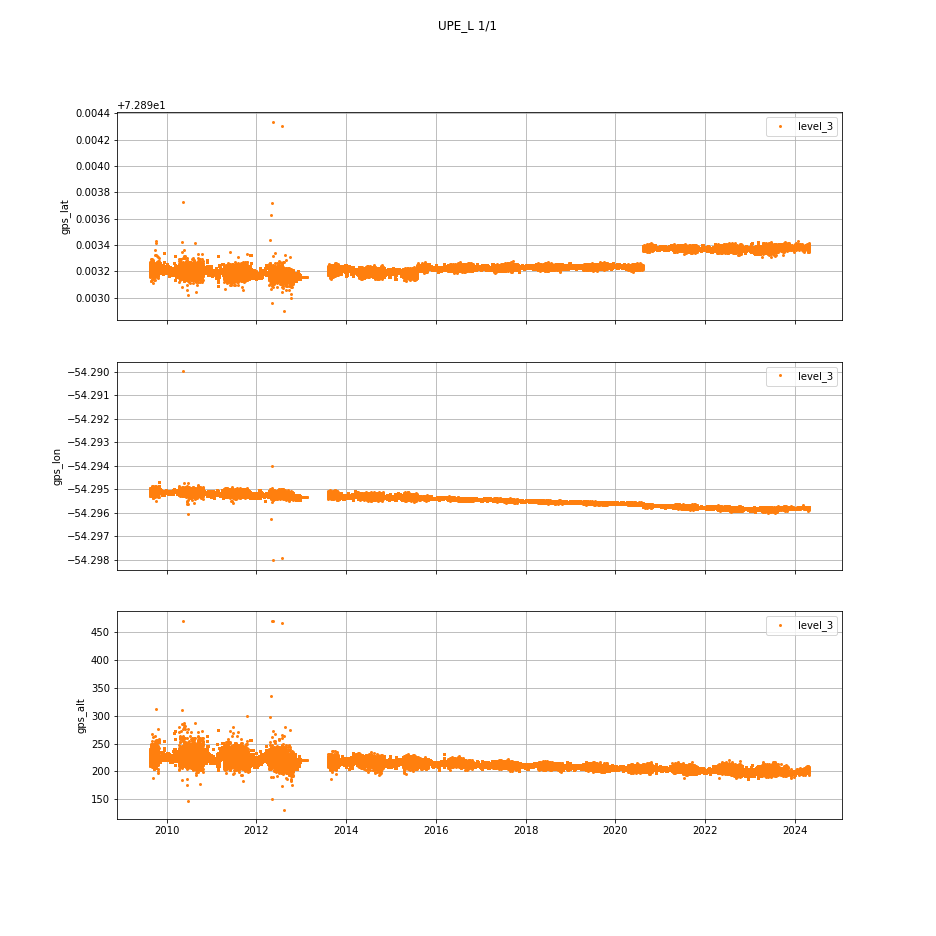 UPE_L 1/1
+7.289e1
0.0044
0.0042
0.0040
0.0038
0.0036
0.0034
0.0032
0.0030
gps_lat
level_3
−54.290
−54.291
−54.292
−54.293
−54.294
−54.295
−54.296
−54.297
−54.298
gps_lon
level_3
450
400
350
300
250
200
150
gps_alt
level_3
2010 2012 2014 2016 2018 2020 2022 2024